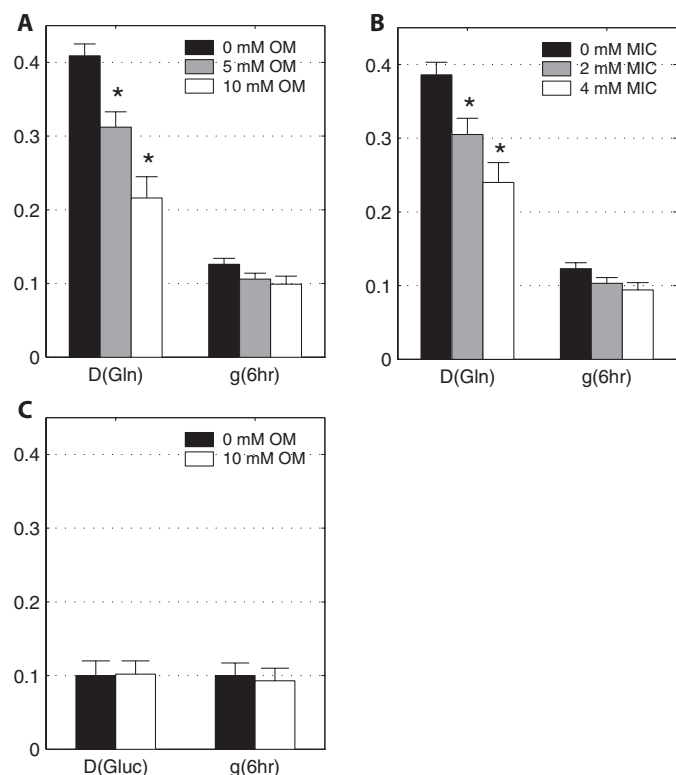 A
0 mM OM
5 mM OM
10 mM OM
0.4
0.3
0.2
0.1
0
*
*
D(Gln)
g(6hr)
B
0 mM MIC
2 mM MIC
4 mM MIC
0.4
0.3
0.2
0.1
0
*
*
D(Gln)
g(6hr)
C
0 mM OM
10 mM OM
0.4
0.3
0.2
0.1
0
D(Gluc)
g(6hr)